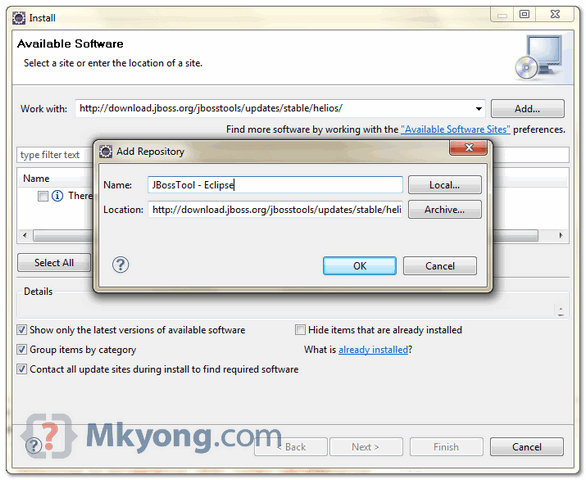 Install
Available Software
Select a site or enter the location of a site.
Work with: http://download.jboss.org/jbosstools/updates/stable/helios/ Add...
Find more software by working with the "Available Software Sites" preferences.
type filter text
Name
There
Add Repository
Name: JBossTool - Eclipse Local...
Location: http://download.jboss.org/jbosstools/updates/stable/heli Archive...
OK Cancel
Select All
Details
Show only the latest versions of available software Hide items that are already installed
Group items by category What is already installed?
Contact all update sites during install to find required software
Mkyong.com
< Back Next > Finish Cancel